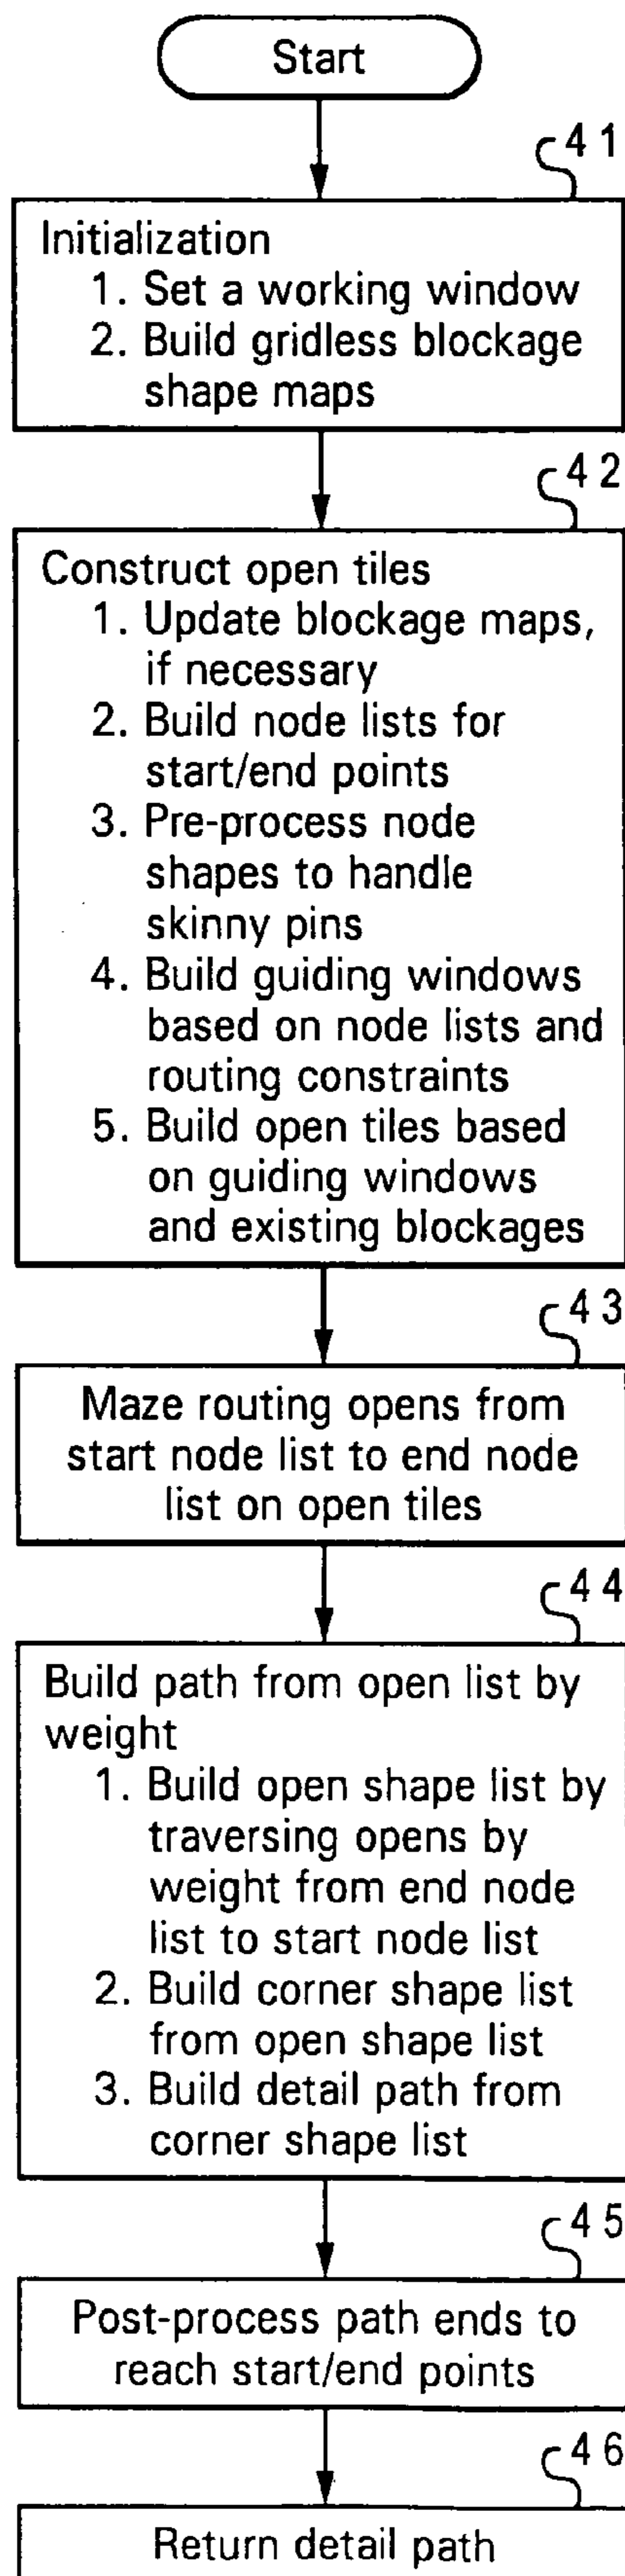 Start
41
Initialization
1. Set a working window
2. Build gridless blockage
shape maps
42
Construct open tiles
1. Update blockage maps,
if necessary
2. Build node lists for
start/end points
3. Pre-process node
shapes to handle
skinny pins
4. Build guiding windows
based on node lists and
routing constraints
5. Build open tiles based
on guiding windows
and existing blockages
43
Maze routing opens from
start node list to end node
list on open tiles
44
Build path from open list by
weight
1. Build open shape list by
traversing opens by
weight from end node
list to start node list
2. Build corner shape list
from open shape list
3. Build detail path from
corner shape list
45
Post-process path ends to
reach start/end points
46
Return detail path